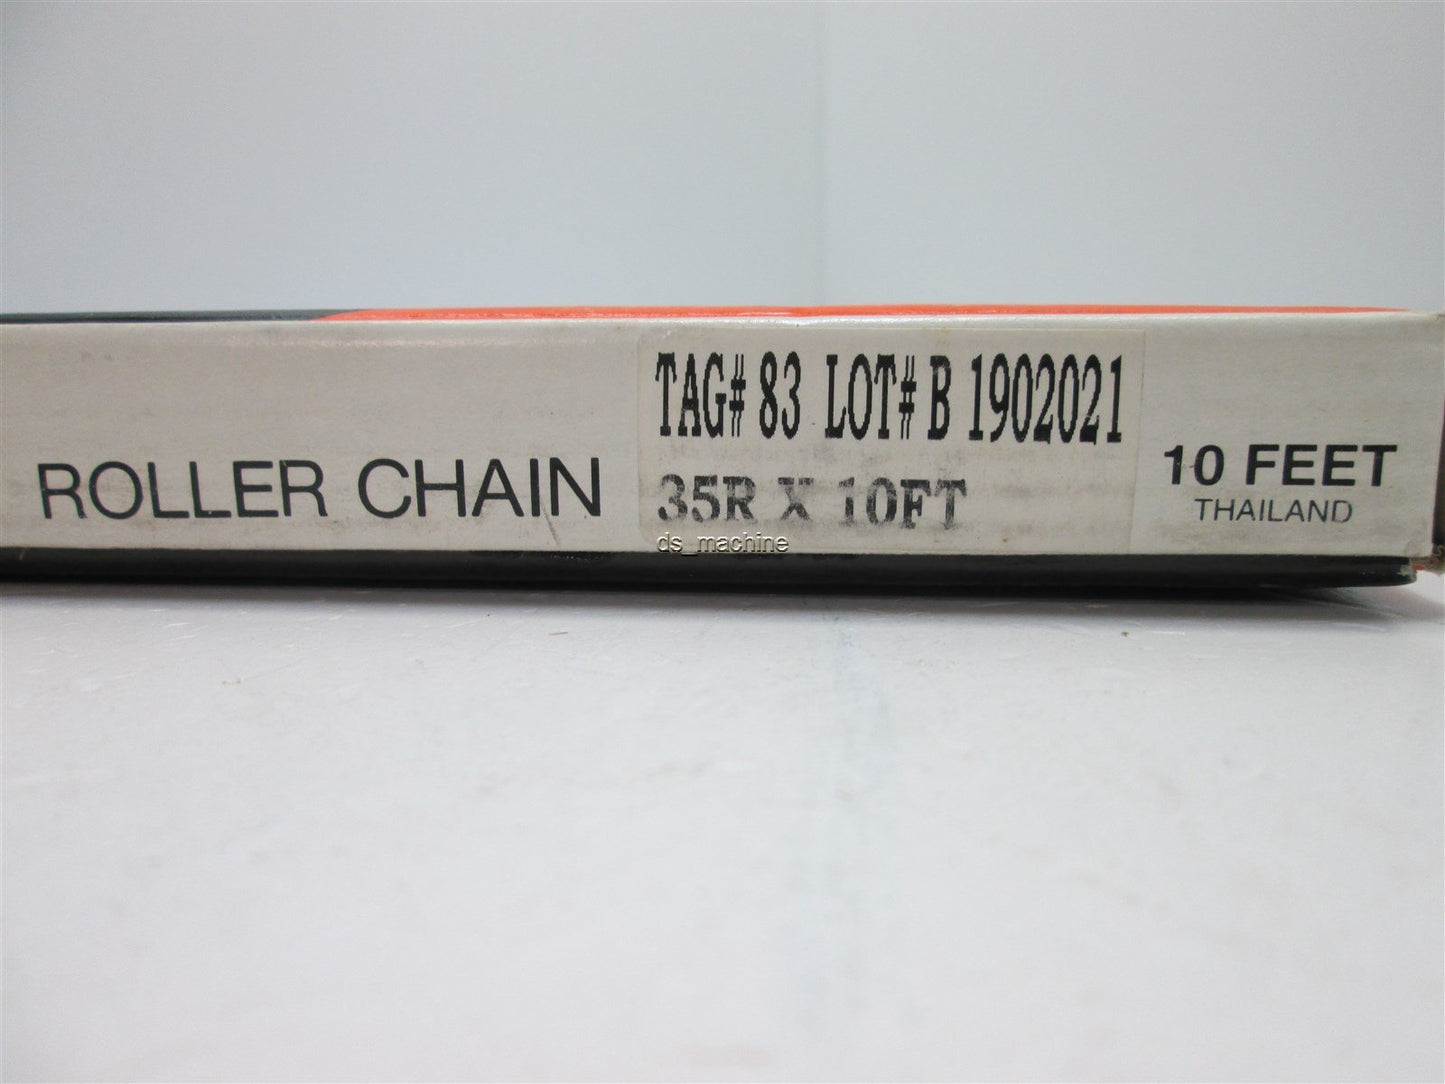 ROLLER CHAIN
TAG# 83 LOT# B 1902021
35R X 10FT
10 FEET
THAILAND
ds_machine